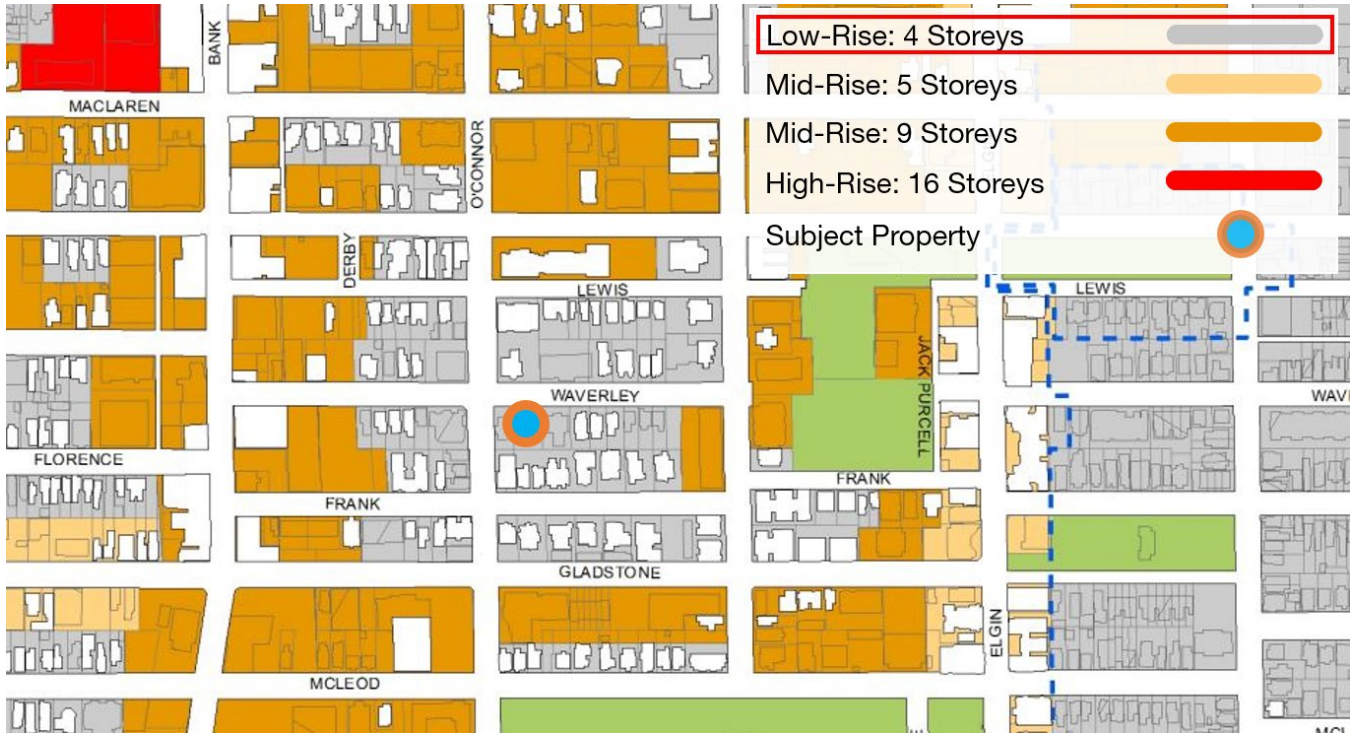 BANK
Low-Rise: 4 Storeys
Mid-Rise: 5 Storeys
MACLAREN
Mid-Rise: 9 Storeys
O'CONNOR
High-Rise: 16 Storeys
Subject Property
DERBY
LEWIS
LEWIS
JACK PURCELL
WAVERLEY
FLORENCE
FRANK
FRANK
GLADSTONE
ELGIN
MCLEOD